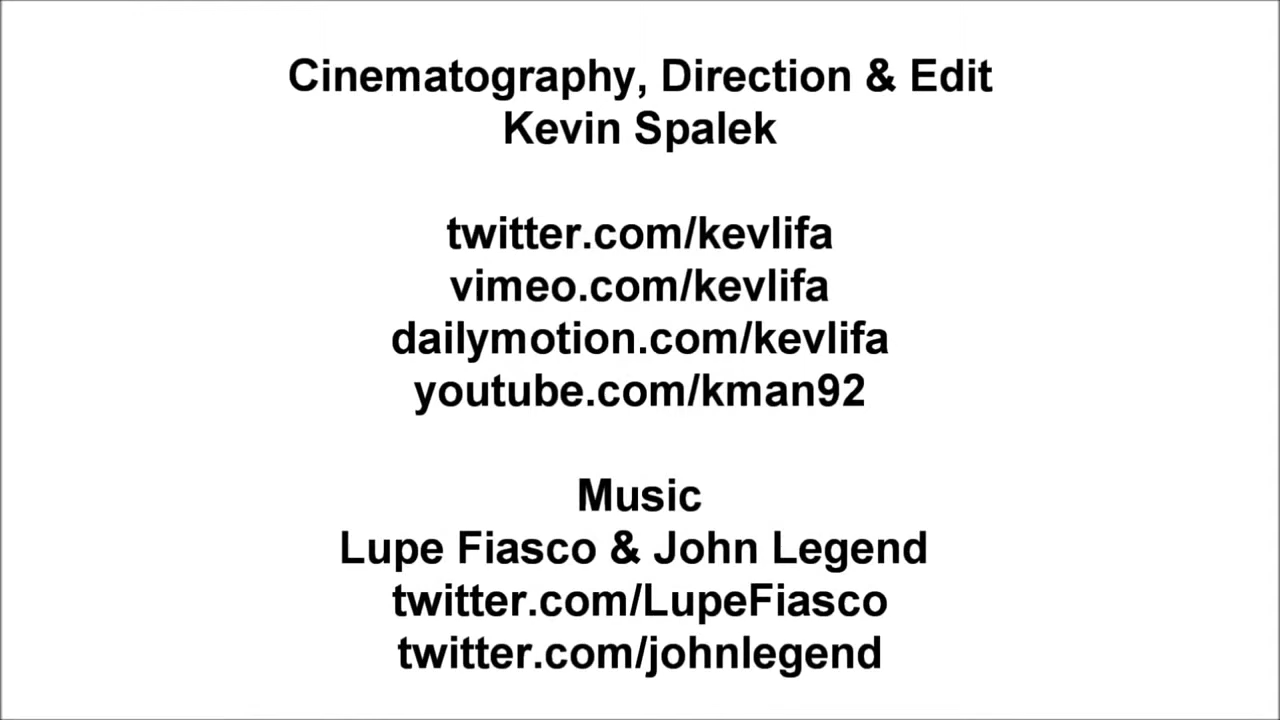 Cinematography, Direction & Edit
Kevin Spalek
twitter.com/kevlifa
vimeo.com/kevlifa
dailymotion.com/kevlifa
youtube.com/kman92
Music
Lupe Fiasco & John Legend
twitter.com/LupeFiasco
twitter.com/johnlegend